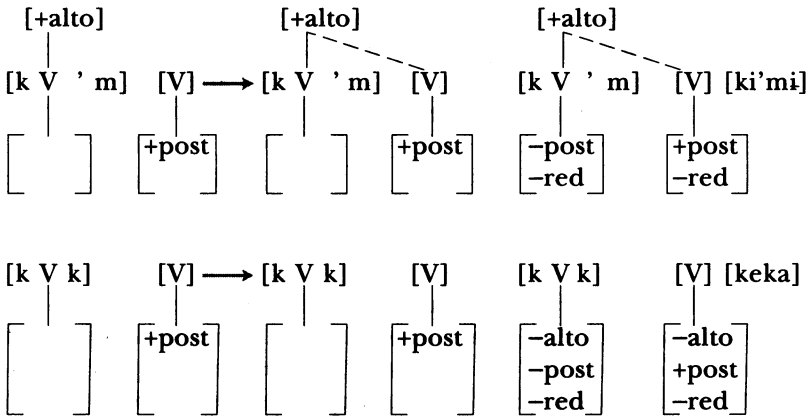 [+alto] [+alto] [+alto]
[k V ' m] [V] → [k V ' m] [V] [k V ' m] [V] [ki'mɨ]
[ ] [+post] [ ] [+post] [−post −red] [+post −red]
[k V k] [V] → [k V k] [V] [k V k] [V] [keka]
[ ] [+post] [ ] [+post] [−alto −post −red] [−alto +post −red]